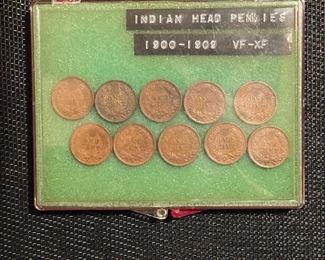 INDIAN HEAD PENNIES
1900-1909 VF-XF